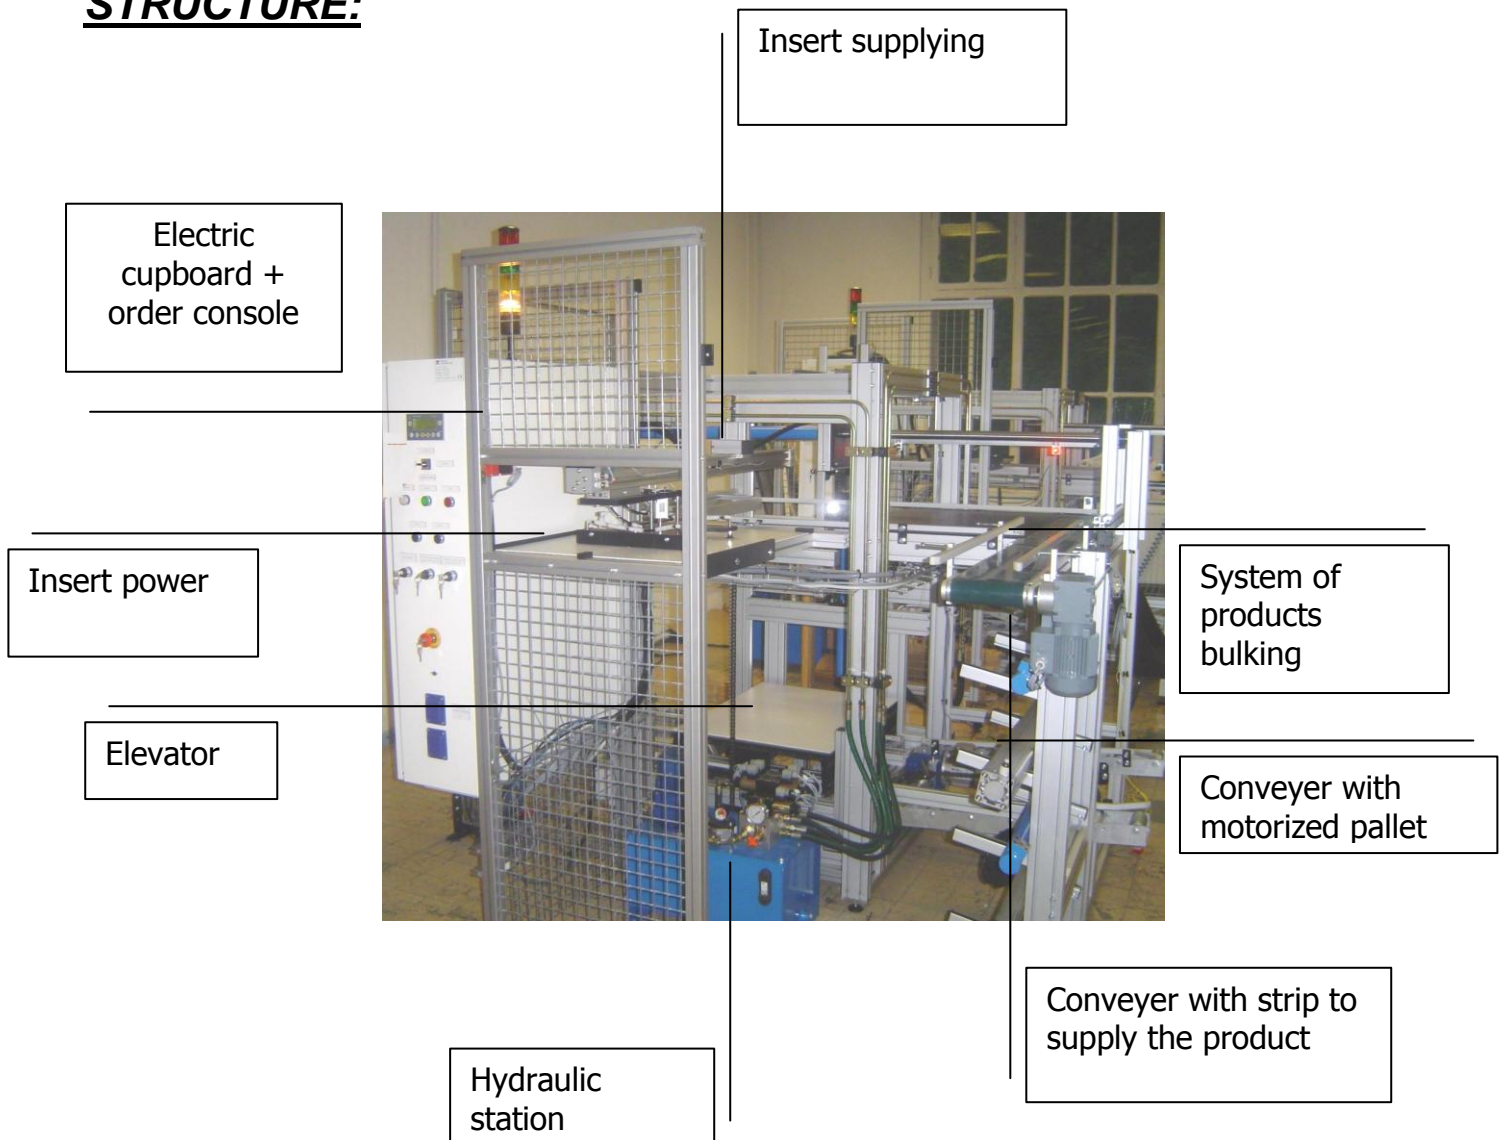 STRUCTURE:
Insert supplying
Electric
cupboard +
order console
Insert power
System of
products
bulking
Elevator
Conveyer with
motorized pallet
Conveyer with strip to
supply the product
Hydraulic
station